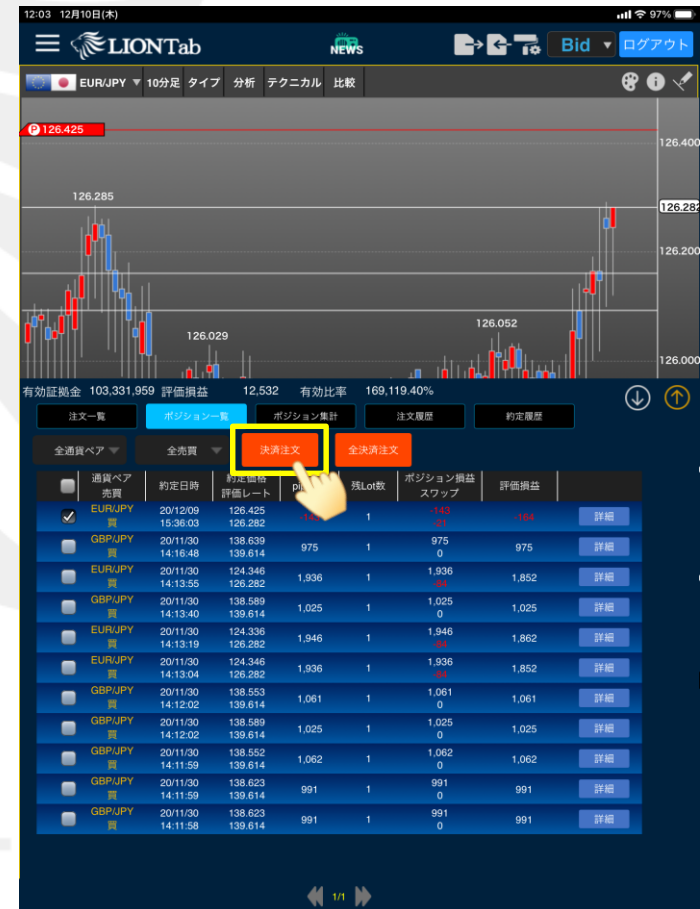 12:03 12月10日(木) 97%
LIONTab NEWS Bid ▼ ログアウト
EUR/JPY ▼ 10分足 タイプ 分析 テクニカル 比較
P 126.425
126.400
126.285
126.282
126.200
126.029
126.052
126.000
有効証拠金 103,331,959 評価損益 12,532 有効比率 169,119.40%
注文一覧 ポジション一覧 ポジション集計 注文履歴 約定履歴
全通貨ペア ▼ 全売買 ▼ 決済注文 全決済注文
通貨ペア 約定日時 約定価格 残Lot数 ポジション損益 評価損益
売買 評価レート スワップ
EUR/JPY 20/12/09 126.425 -143 1 -143 -164 詳細
買 15:36:03 126.282 -21
GBP/JPY 20/11/30 138.639 975 1 975 975 詳細
買 14:16:48 139.614 0
EUR/JPY 20/11/30 124.346 1,936 1 1,936 1,852 詳細
買 14:13:55 126.282 -84
GBP/JPY 20/11/30 138.589 1,025 1 1,025 1,025 詳細
買 14:13:40 139.614 0
EUR/JPY 20/11/30 124.336 1,946 1 1,946 1,862 詳細
買 14:13:19 126.282 -84
EUR/JPY 20/11/30 124.346 1,936 1 1,936 1,852 詳細
買 14:13:04 126.282 -84
GBP/JPY 20/11/30 138.553 1,061 1 1,061 1,061 詳細
買 14:12:02 139.614 0
GBP/JPY 20/11/30 138.589 1,025 1 1,025 1,025 詳細
買 14:12:02 139.614 0
GBP/JPY 20/11/30 138.552 1,062 1 1,062 1,062 詳細
買 14:11:59 139.614 0
GBP/JPY 20/11/30 138.623 991 1 991 991 詳細
買 14:11:59 139.614 0
GBP/JPY 20/11/30 138.623 991 1 991 991 詳細
買 14:11:58 139.614 0
1/1